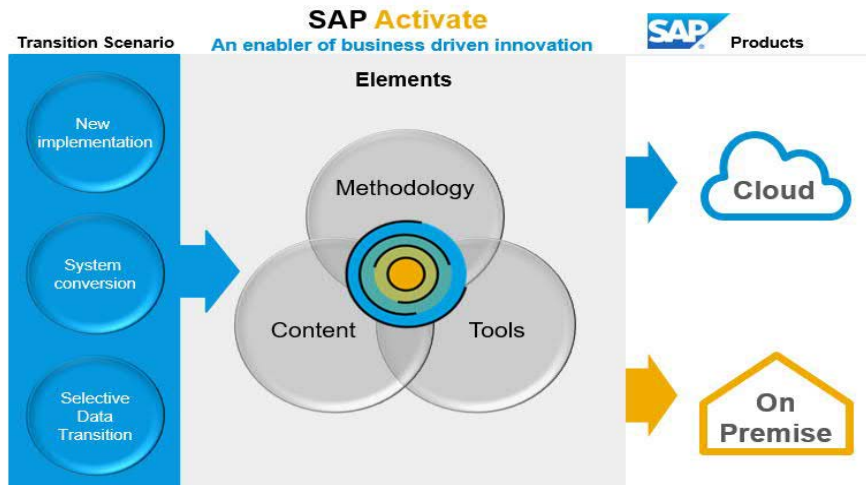 SAP Activate
Transition Scenario
An enabler of business driven innovation
SAP
Products
New
implementation
System
conversion
Selective
Data
Transition
Elements
Methodology
Content
Tools
Cloud
On
Premise